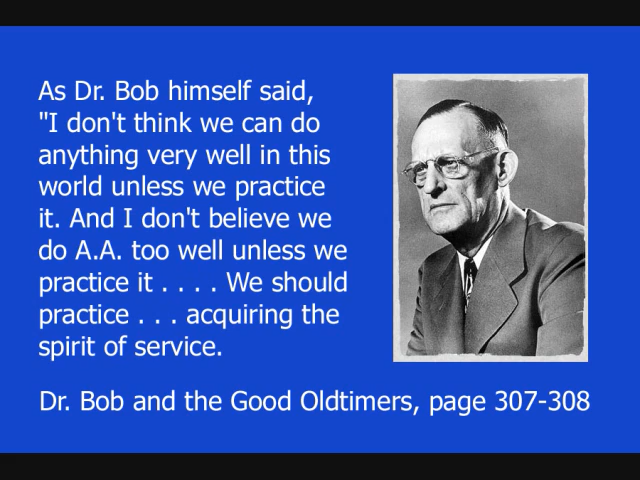 As Dr. Bob himself said,
"I don't think we can do
anything very well in this
world unless we practice
it. And I don't believe we
do A.A. too well unless we
practice it . . . . We should
practice . . . acquiring the
spirit of service.
Dr. Bob and the Good Oldtimers, page 307-308